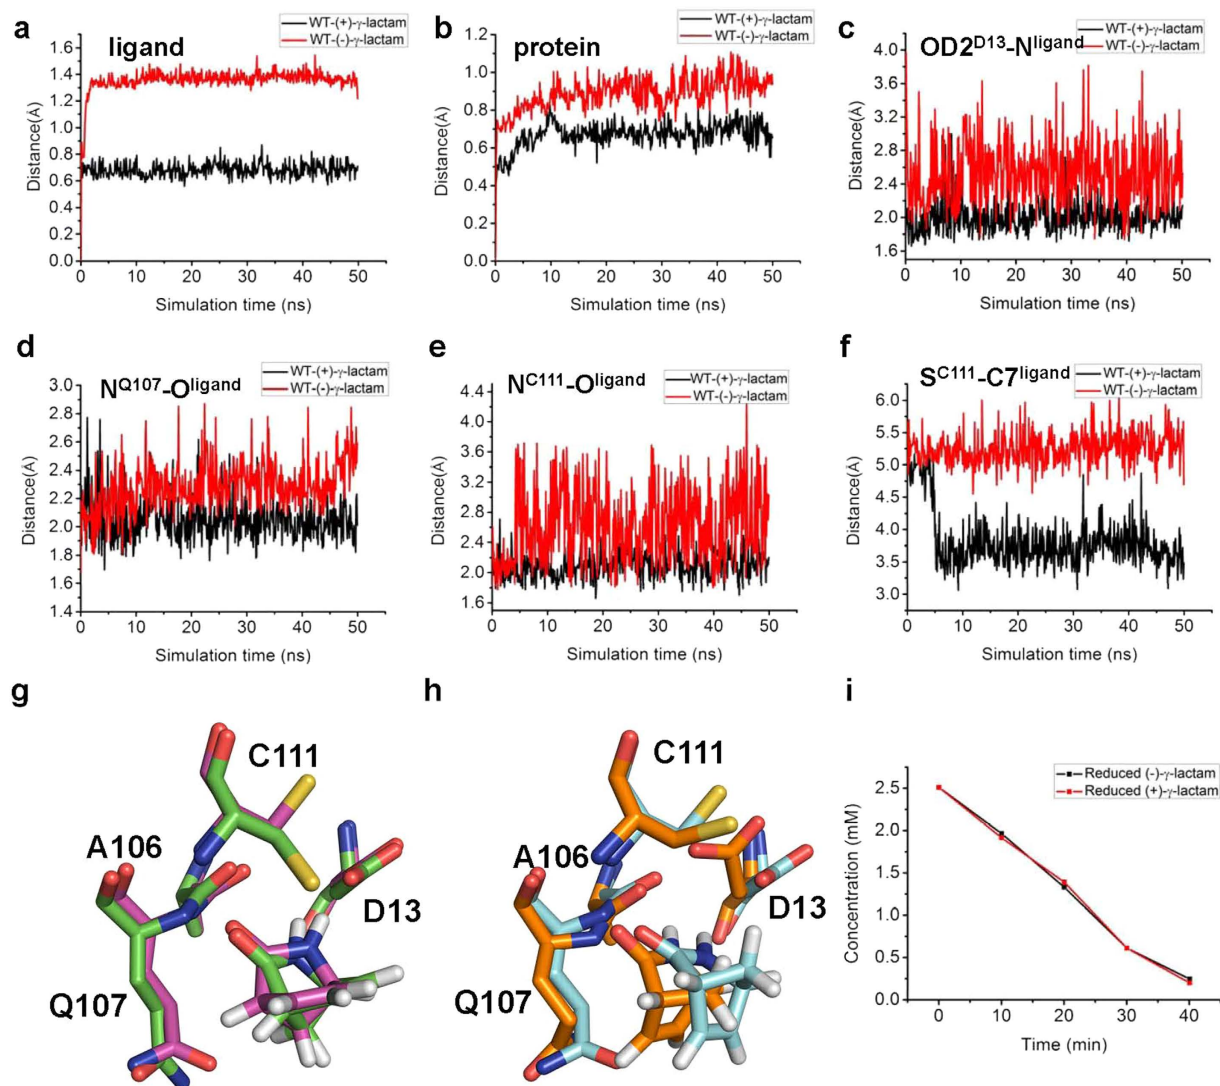 a
ligand
WT-(+)-γ-lactam
WT-(-)-γ-lactam
Distance(Å)
1.6
1.4
1.2
1.0
0.8
0.6
0.4
0.2
0.0
0 10 20 30 40 50
Simulation time (ns)
b
protein
WT-(+)-γ-lactam
WT-(-)-γ-lactam
Distance(Å)
1.2
1.0
0.8
0.6
0.4
0.2
0.0
0 10 20 30 40 50
Simulation time (ns)
c
OD2^D13-N^ligand
WT-(+)-γ-lactam
WT-(-)-γ-lactam
Distance(Å)
4.0
3.6
3.2
2.8
2.4
2.0
1.6
0 10 20 30 40 50
Simulation time (ns)
d
N^Q107-O^ligand
WT-(+)-γ-lactam
WT-(-)-γ-lactam
Distance(Å)
3.0
2.8
2.6
2.4
2.2
2.0
1.8
1.6
1.4
0 10 20 30 40 50
Simulation time (ns)
e
N^C111-O^ligand
WT-(+)-γ-lactam
WT-(-)-γ-lactam
Distance(Å)
4.4
4.0
3.6
3.2
2.8
2.4
2.0
1.6
0 10 20 30 40 50
Simulation time (ns)
f
S^C111-C7^ligand
WT-(+)-γ-lactam
WT-(-)-γ-lactam
Distance(Å)
6.0
5.5
5.0
4.5
4.0
3.5
3.0
0 10 20 30 40 50
Simulation time (ns)
g
C111
A106
D13
Q107
h
C111
A106
D13
Q107
i
Reduced (-)-γ-lactam
Reduced (+)-γ-lactam
Concentration (mM)
2.5
2.0
1.5
1.0
0.5
0.0
0 10 20 30 40
Time (min)